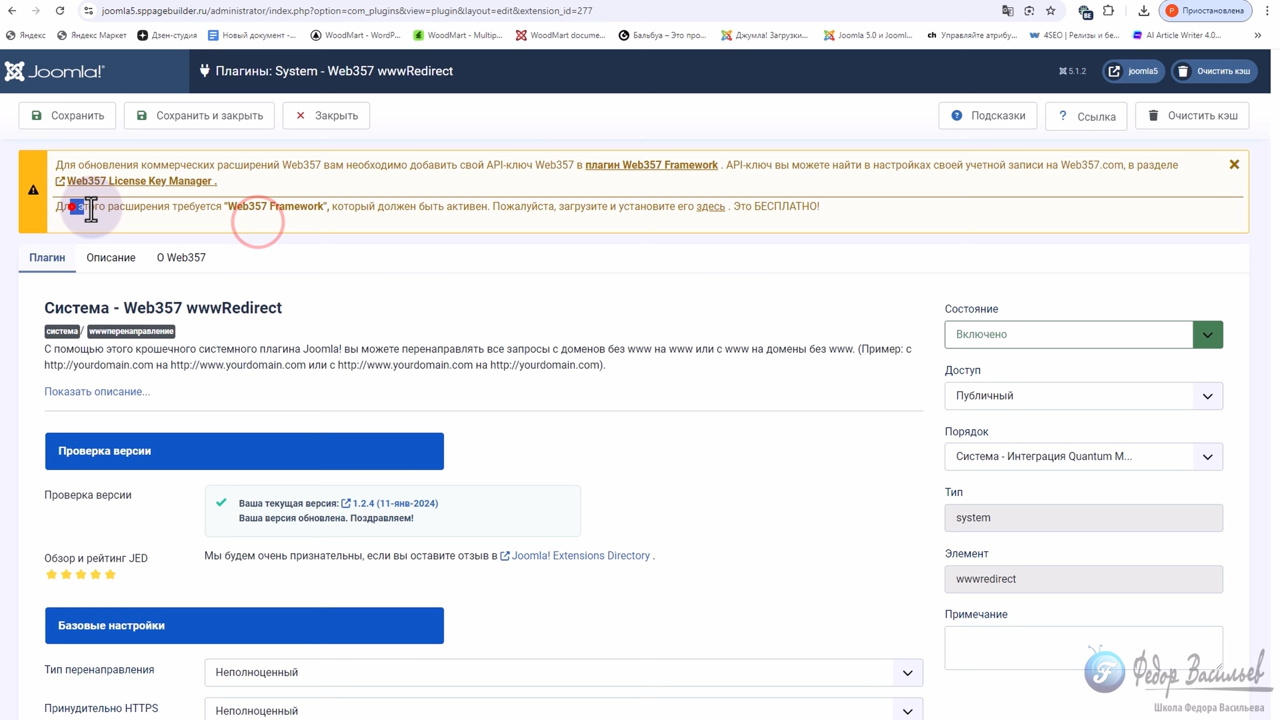 joomla5.sppagebuilder.ru/administrator/index.php?option=com_plugins&view=plugin&layout=edit&extension_id=277
BE
P Приостановлена
Яндекс
Яндекс Маркет
Дзен-студия
Новый документ -...
WoodMart - WordP...
WoodMart - Multip...
WoodMart docume...
Бальбуа – Это про...
Джумла! Загрузки...
Joomla 5.0 и Jooml...
ch Управляйте атрибу...
4SEO | Релизы и бе...
AI Article Writer 4.0...
Joomla!®
Плагины: System - Web357 wwwRedirect
5.1.2
joomla5
Очистить кэш
Сохранить
Сохранить и закрыть
Закрыть
Подсказки
Ссылка
Очистить кэш
Для обновления коммерческих расширений Web357 вам необходимо добавить свой API-ключ Web357 в плагин Web357 Framework . API-ключ вы можете найти в настройках своей учетной записи на Web357.com, в разделе
Web357 License Key Manager .
Для этого расширения требуется "Web357 Framework", который должен быть активен. Пожалуйста, загрузите и установите его здесь . Это БЕСПЛАТНО!
Плагин
Описание
О Web357
Система - Web357 wwwRedirect
система / wwwперенаправление
С помощью этого крошечного системного плагина Joomla! вы можете перенаправлять все запросы с доменов без www на www или с www на домены без www. (Пример: с
http://yourdomain.com на http://www.yourdomain.com или с http://www.yourdomain.com на http://yourdomain.com).
Показать описание...
Проверка версии
Проверка версии
Ваша текущая версия: 1.2.4 (11-янв-2024)
Ваша версия обновлена. Поздравляем!
Обзор и рейтинг JED
Мы будем очень признательны, если вы оставите отзыв в Joomla! Extensions Directory .
Базовые настройки
Тип перенаправления
Неполноценный
Принудительно HTTPS
Неполноценный
Состояние
Включено
Доступ
Публичный
Порядок
Система - Интеграция Quantum M...
Тип
system
Элемент
wwwredirect
Примечание
Федор Васильев
Школа Федора Васильева